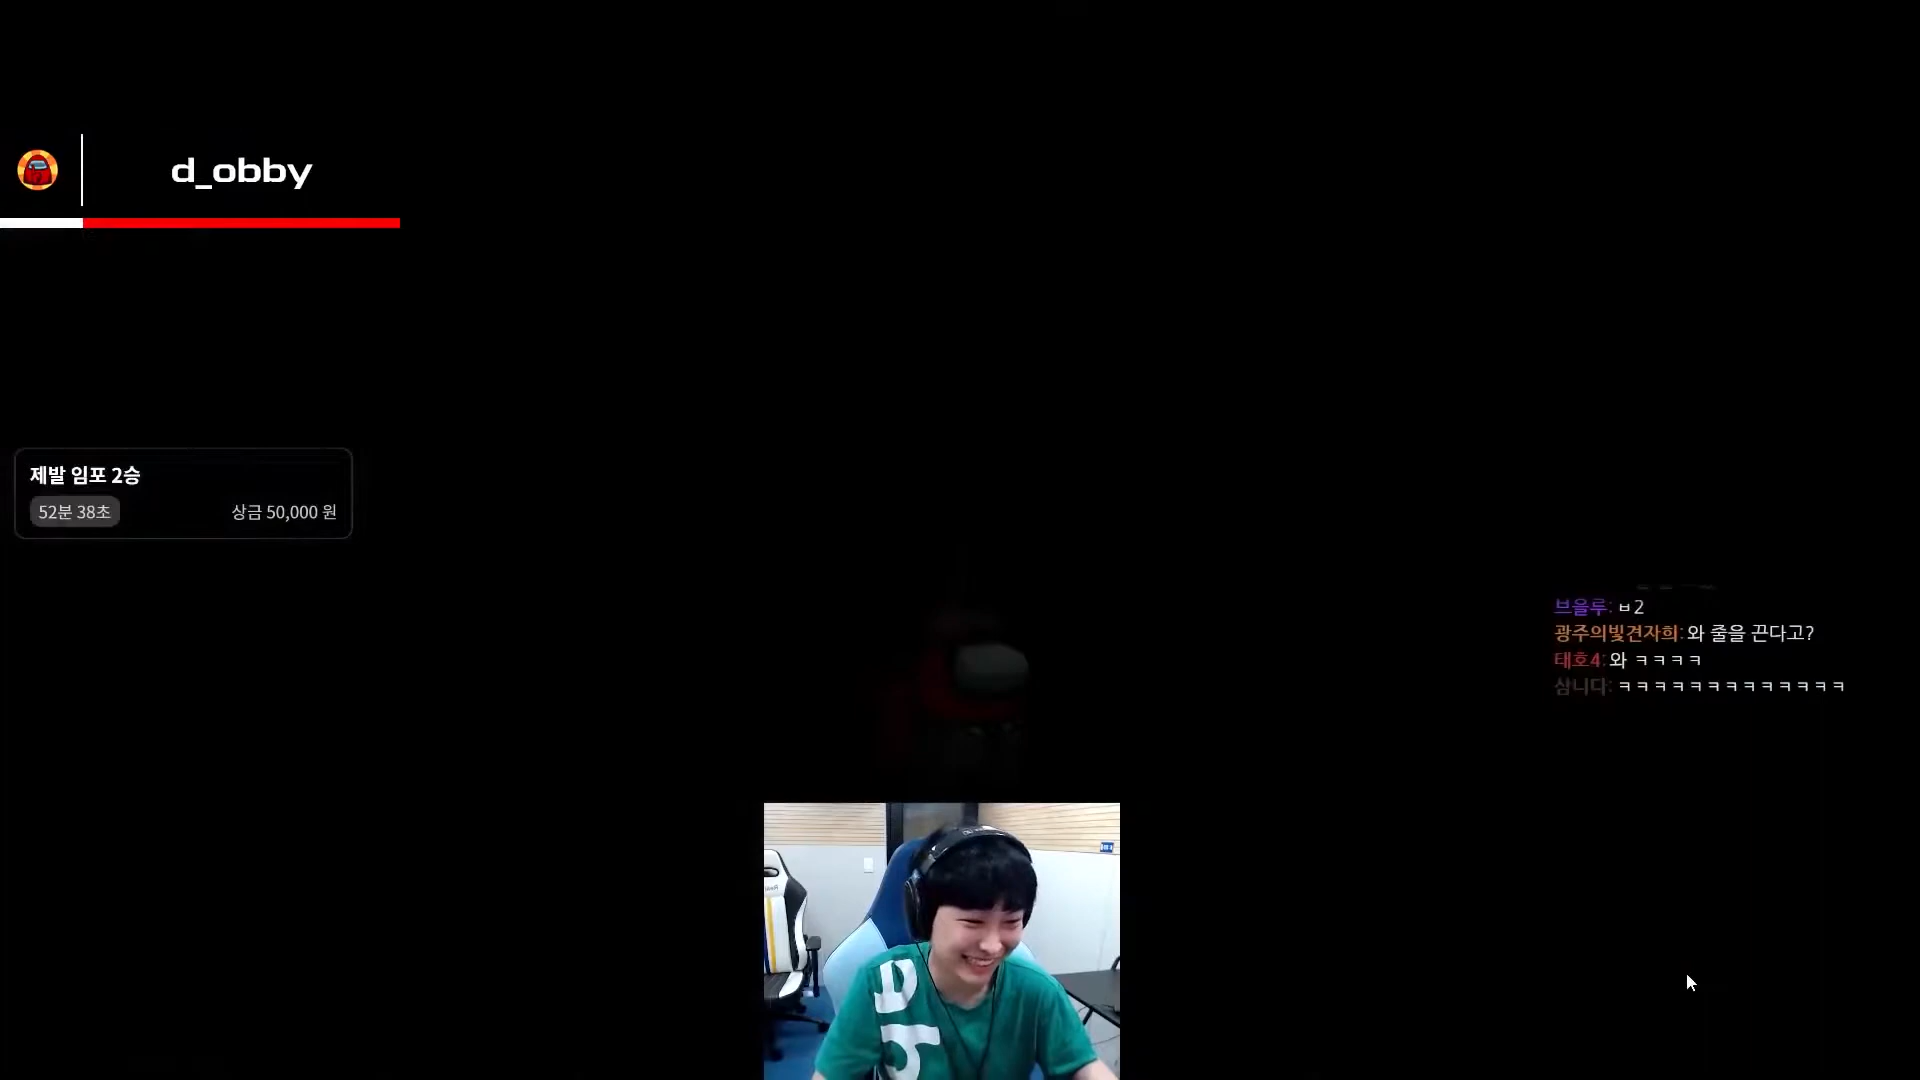 d_obby
제발 임포 2승
52분 38초
상금 50,000 원
브을루: ㅂ2
광주의빛견자희: 와 줄을 끈다고?
태호4: 와 ㅋㅋㅋㅋ
삼니다: ㅋㅋㅋㅋㅋㅋㅋㅋㅋㅋㅋㅋㅋ